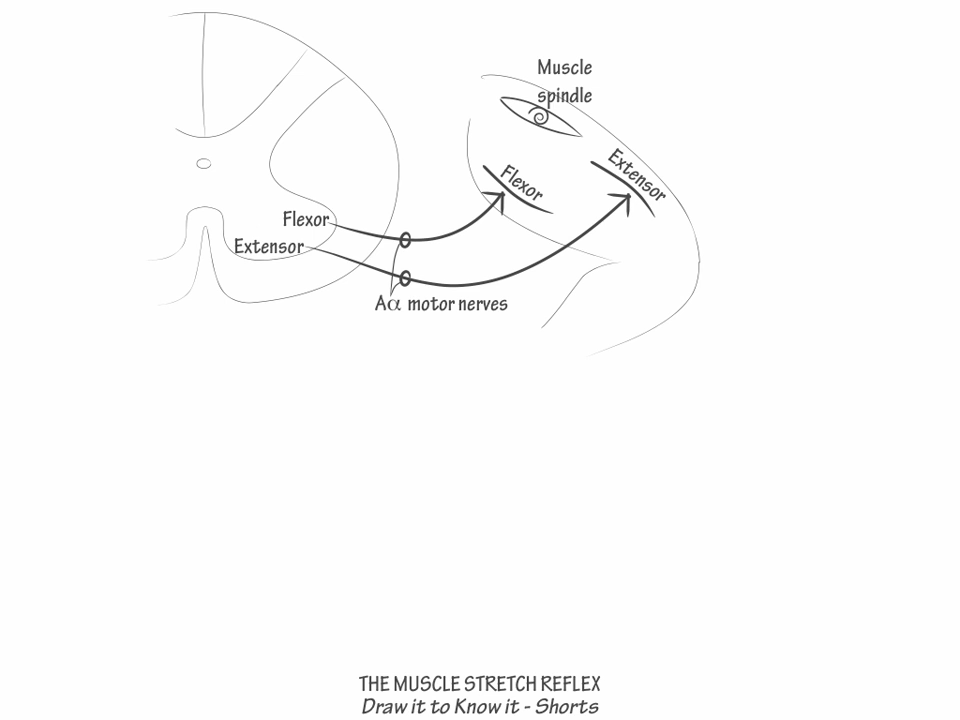 Muscle
spindle
Flexor
Extensor
Flexor
Extensor
Aα motor nerves
THE MUSCLE STRETCH REFLEX
Draw it to Know it - Shorts